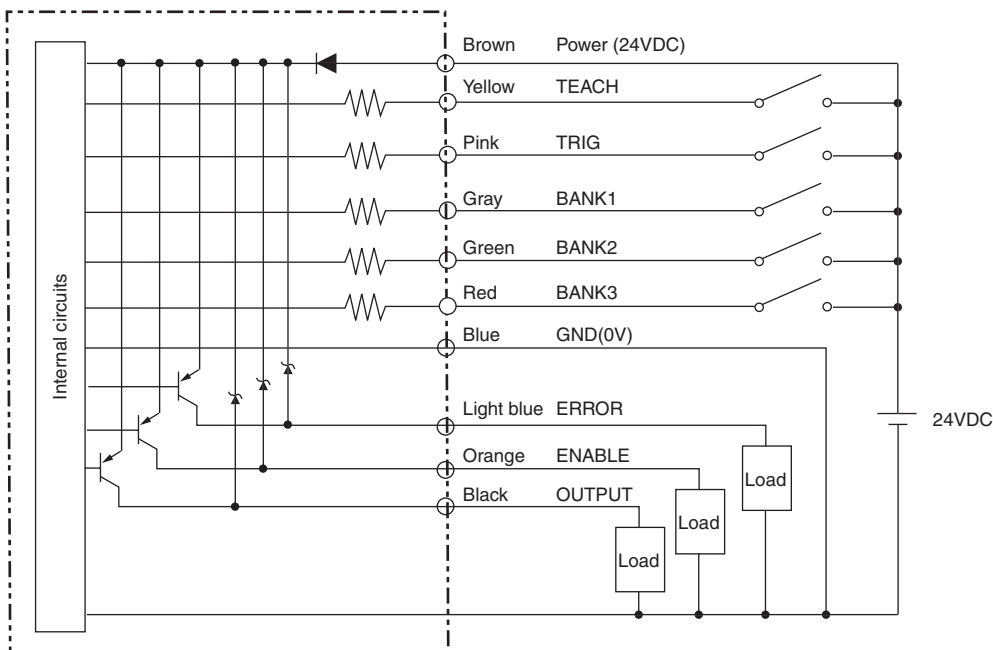 Brown Power (24VDC)
Yellow TEACH
Pink TRIG
Gray BANK1
Green BANK2
Red BANK3
Blue GND(0V)
Internal circuits
Light blue ERROR
24VDC
Orange ENABLE
Load
Black OUTPUT
Load
Load